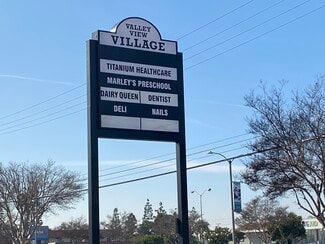 VALLEY
VIEW
VILLAGE
TITANIUM HEALTHCARE
MARLEY'S PRESCHOOL
DAIRY QUEEN DENTIST
DELI NAILS